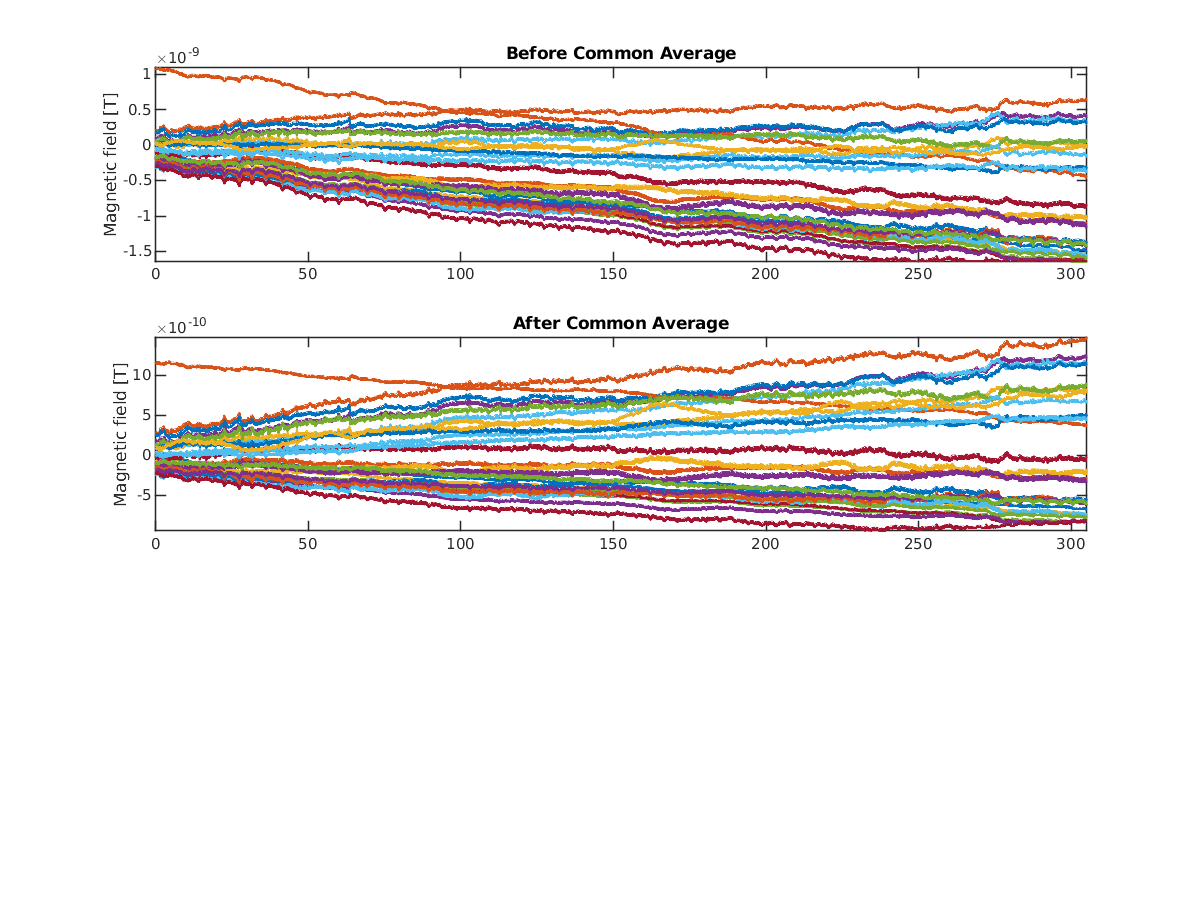 Before Common Average
×10-9
Magnetic field [T]
1
0.5
0
-0.5
-1
-1.5
0 50 100 150 200 250 300
After Common Average
×10-10
Magnetic field [T]
10
5
0
-5
0 50 100 150 200 250 300